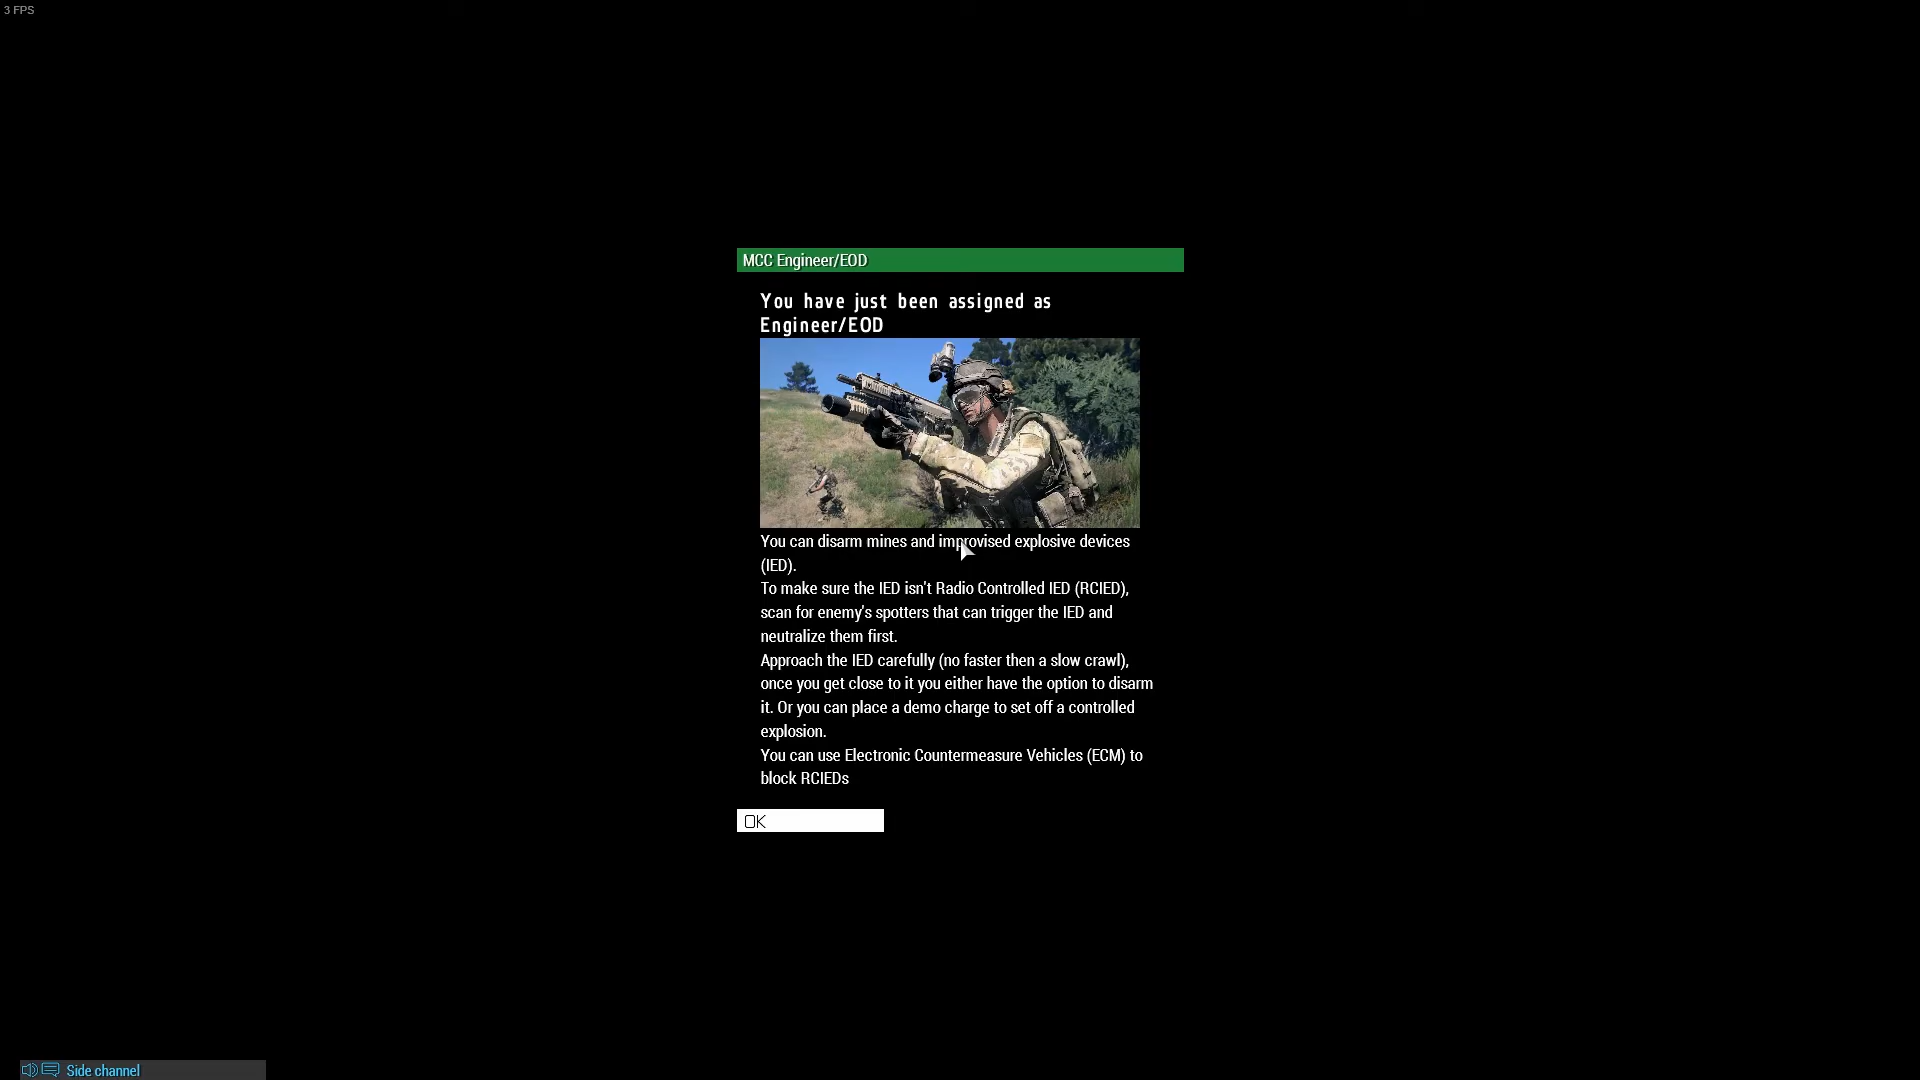 3 FPS
MCC Engineer/EOD
You have just been assigned as
Engineer/EOD
You can disarm mines and improvised explosive devices
(IED).
To make sure the IED isn't Radio Controlled IED (RCIED),
scan for enemy's spotters that can trigger the IED and
neutralize them first.
Approach the IED carefully (no faster then a slow crawl),
once you get close to it you either have the option to disarm
it. Or you can place a demo charge to set off a controlled
explosion.
You can use Electronic Countermeasure Vehicles (ECM) to
block RCIEDs
OK
Side channel